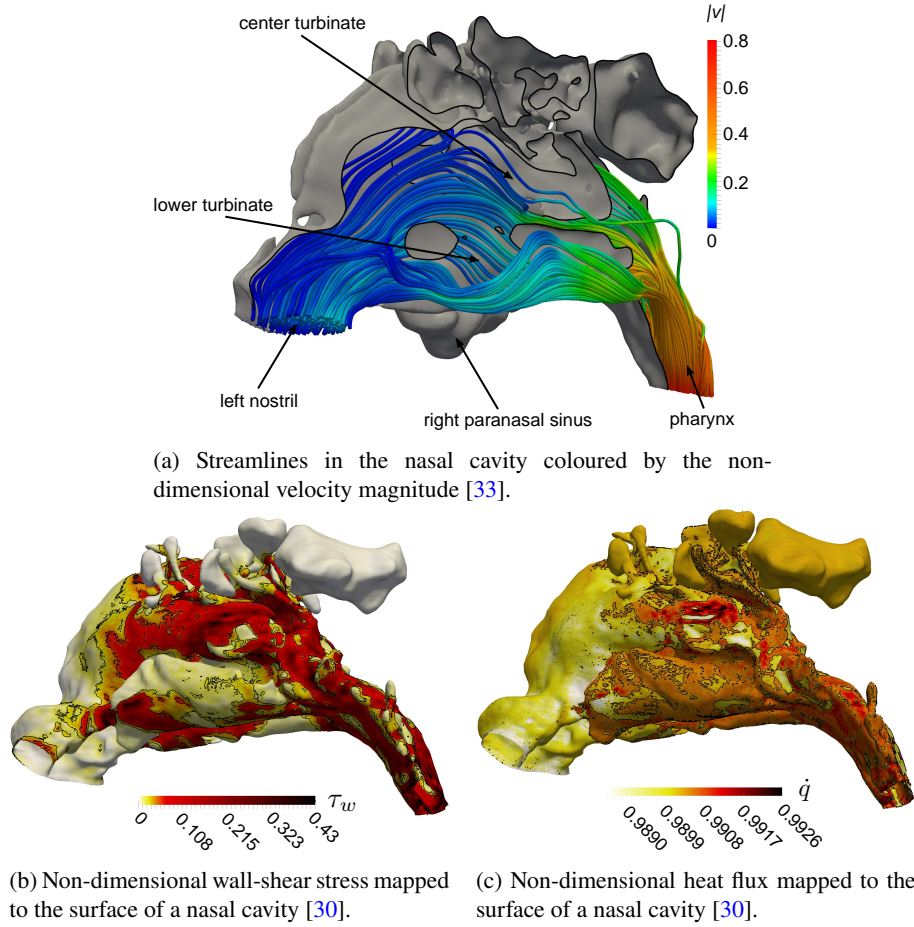 center turbinate
|v|
0.8
0.6
lower turbinate
0.4
0.2
0
left nostril
right paranasal sinus
pharynx
(a) Streamlines in the nasal cavity coloured by the non-
dimensional velocity magnitude [33].
τw
0
0.108
0.215
0.323
0.43
q̇
0.9890
0.9899
0.9908
0.9917
0.9926
(b) Non-dimensional wall-shear stress mapped
to the surface of a nasal cavity [30].
(c) Non-dimensional heat flux mapped to the
surface of a nasal cavity [30].